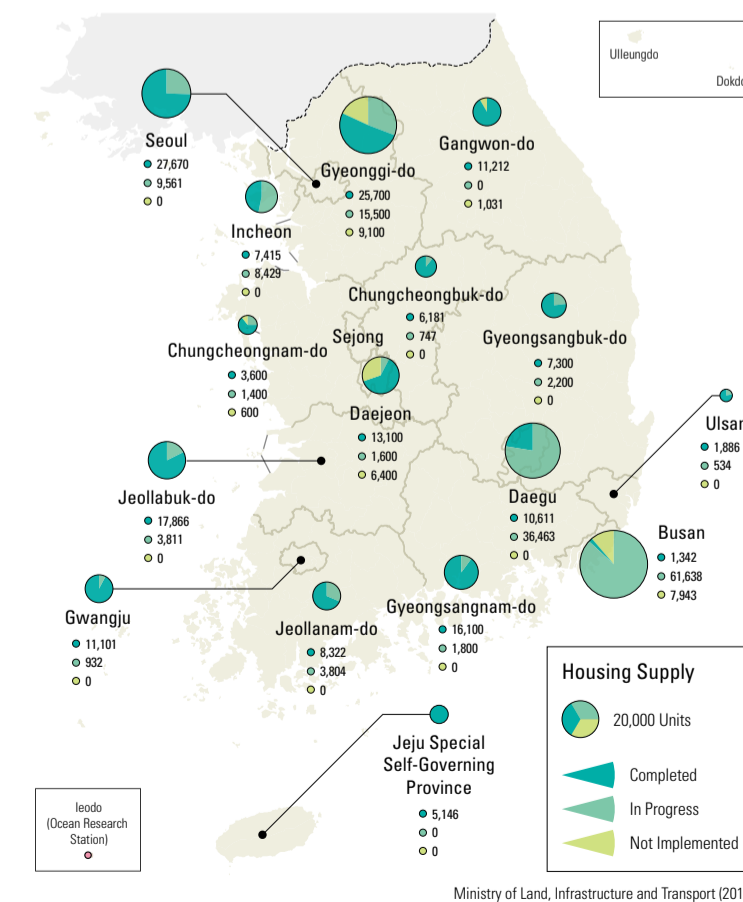 Ulleungdo
Seoul
27,670
9,561
0
Gyeonggi-do
25,700
15,500
9,100
Gangwon-do
11,212
0
1,031
Incheon
7,415
8,429
0
Chungcheongbuk-do
6,181
747
0
Chungcheongnam-do
3,600
1,400
600
Sejong
Gyeongsangbuk-do
7,300
2,200
0
Daejeon
13,100
1,600
6,400
Ulsan
1,886
534
0
Jeollabuk-do
17,866
3,811
0
Daegu
10,611
36,463
0
Busan
1,342
61,638
7,943
Gwangju
11,101
932
0
Jeollanam-do
8,322
3,804
0
Gyeongsangnam-do
16,100
1,800
0
Jeju Special
Self-Governing
Province
5,146
0
0
Ieodo
(Ocean Research
Station)
Housing Supply
20,000 Units
Completed
In Progress
Not Implemented
Ministry of Land, Infrastructure and Transport